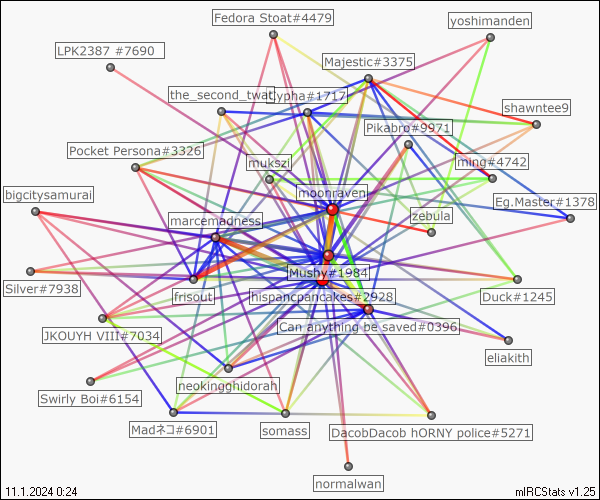 Fedora Stoat#4479
yoshimanden
LPK2387 #7690
Majestic#3375
the_second_twat
ypha#1717
shawntee9
Pikabro#9971
Pocket Persona#3326
mukszi
ming#4742
bigcitysamurai
moonraven
Eg.Master#1378
marcemadness
zebula
Mushy#1984
Silver#7938
frisout
hispancpancakes#2928
Duck#1245
JKOUYH VIII#7034
Can anything be saved#0396
eliakith
neokingghidorah
Swirly Boi#6154
Madネコ#6901
somass
DacobDacob hORNY police#5271
normalwan
11.1.2024 0:24
mIRCStats v1.25